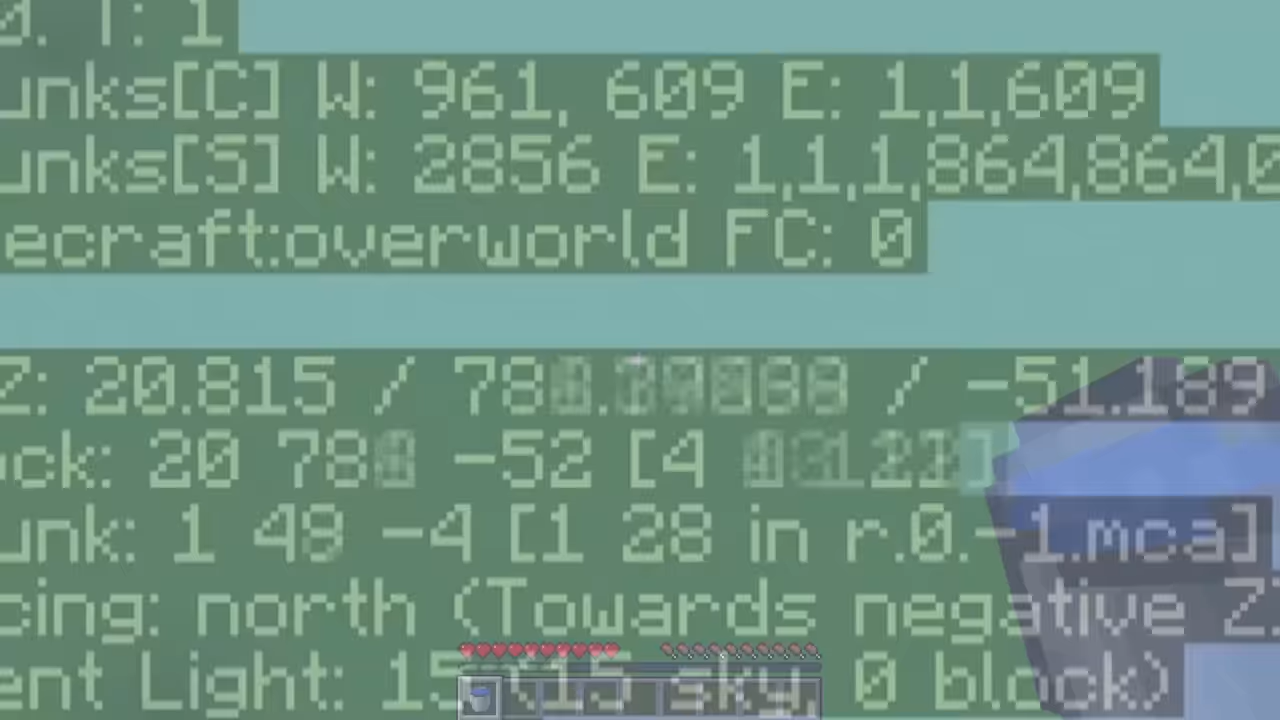 0. T: 1
unks[C] W: 961, 609 E: 1,1,609
unks[S] W: 2856 E: 1,1,1,864,864,0
ecraft:overworld FC: 0
Z: 20.815 / / -51.189
ock: 20 -52 [4
unk: 1 -4 [1 28 in r.0.-1.mca]
cing: north (Towards negative Z
ent Light: 15 (15 sky, 0 block)